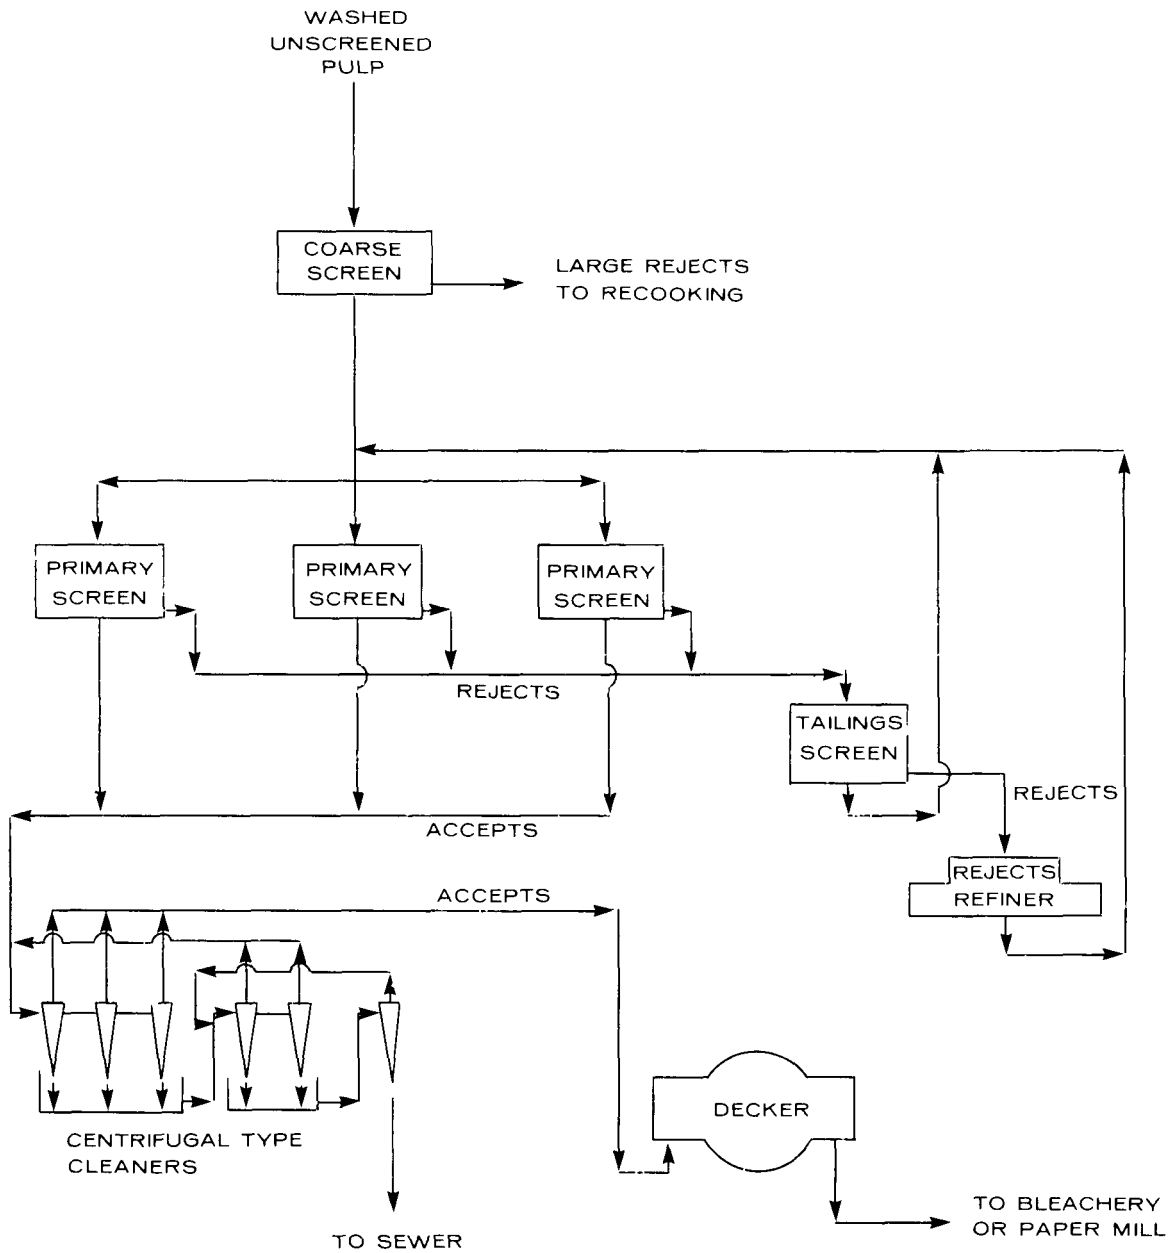 WASHED
UNSCREENED
PULP
COARSE
SCREEN
LARGE REJECTS
TO RECOOKING
PRIMARY
SCREEN
PRIMARY
SCREEN
PRIMARY
SCREEN
REJECTS
TAILINGS
SCREEN
REJECTS
ACCEPTS
REJECTS
REFINER
ACCEPTS
DECKER
CENTRIFUGAL TYPE
CLEANERS
TO SEWER
TO BLEACHERY
OR PAPER MILL